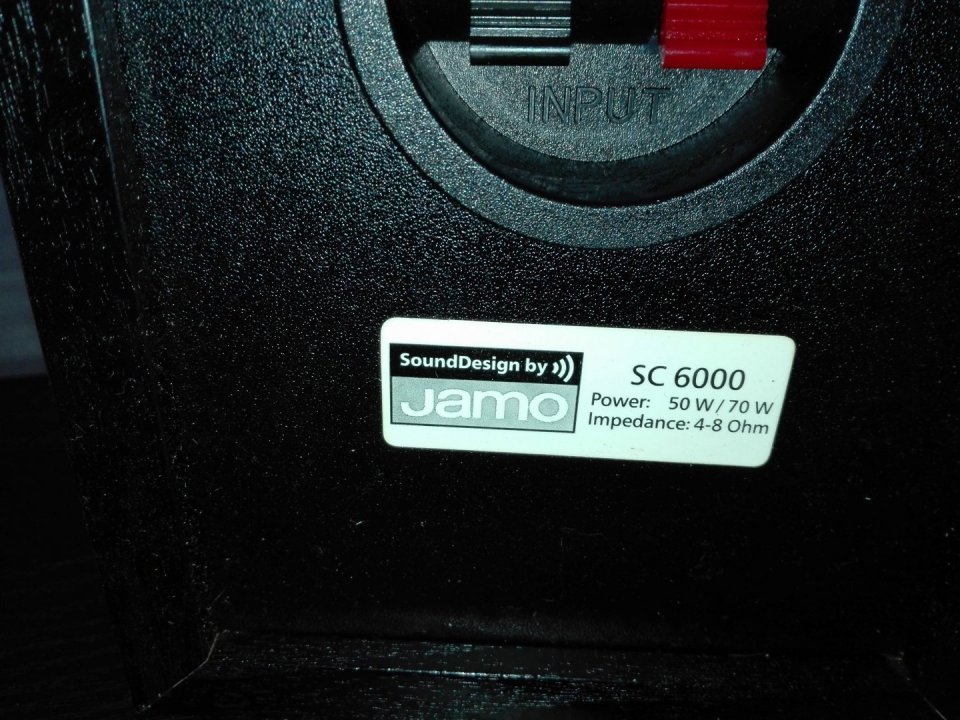 INPUT
SoundDesign by
Jamo
SC 6000
Power: 50 W / 70 W
Impedance: 4-8 Ohm